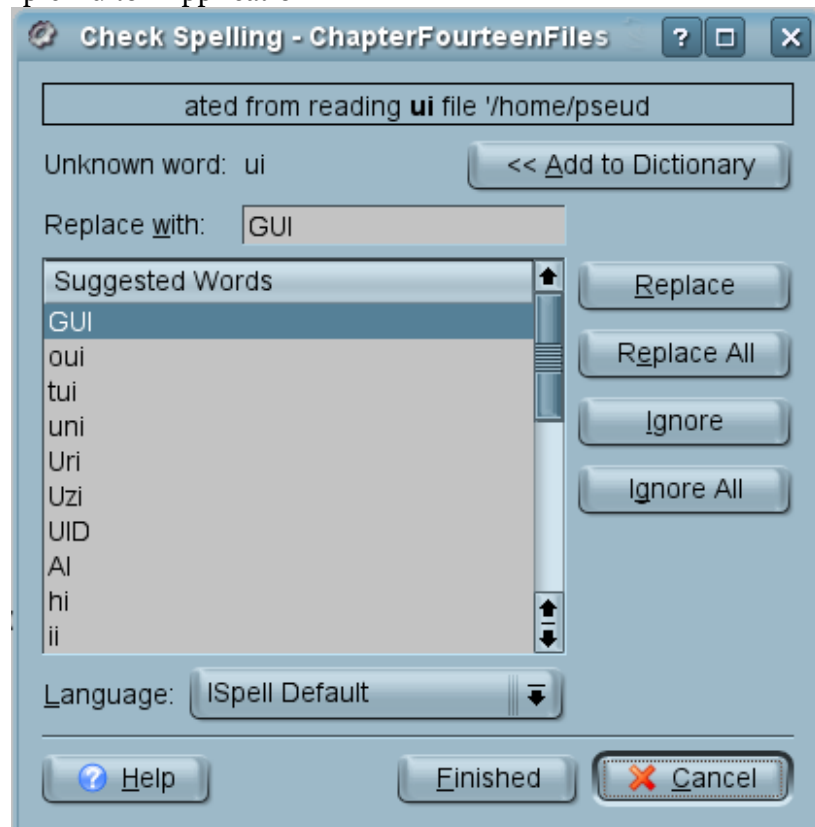 Check Spelling - ChapterFourteenFiles
ated from reading ui file '/home/pseud
Unknown word: ui
<< Add to Dictionary
Replace with: GUI
Suggested Words
GUI
oui
tui
uni
Uri
Uzi
UID
AI
hi
ii
Replace
Replace All
Ignore
Ignore All
Language: ISpell Default
Help
Finished
Cancel